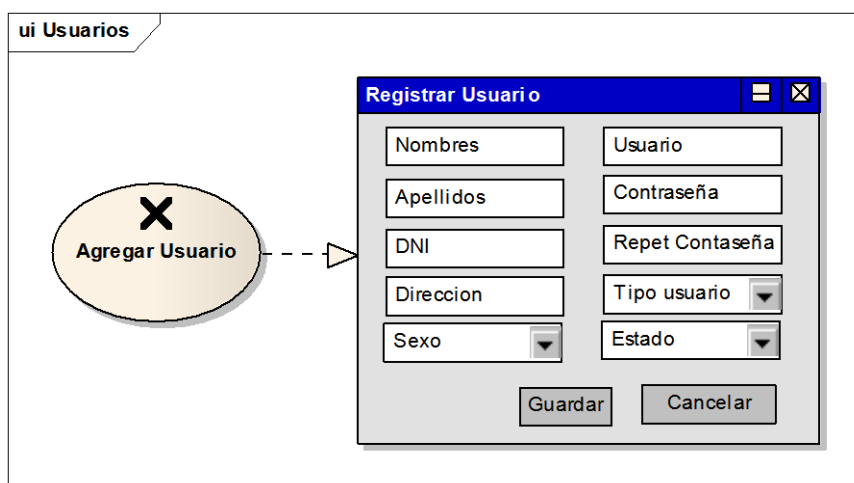 ui Usuarios
Registrar Usuario
Nombres
Usuario
Apellidos
Contraseña
Agregar Usuario
DNI
Repet Contaseña
Direccion
Tipo usuario
Sexo
Estado
Guardar
Cancelar